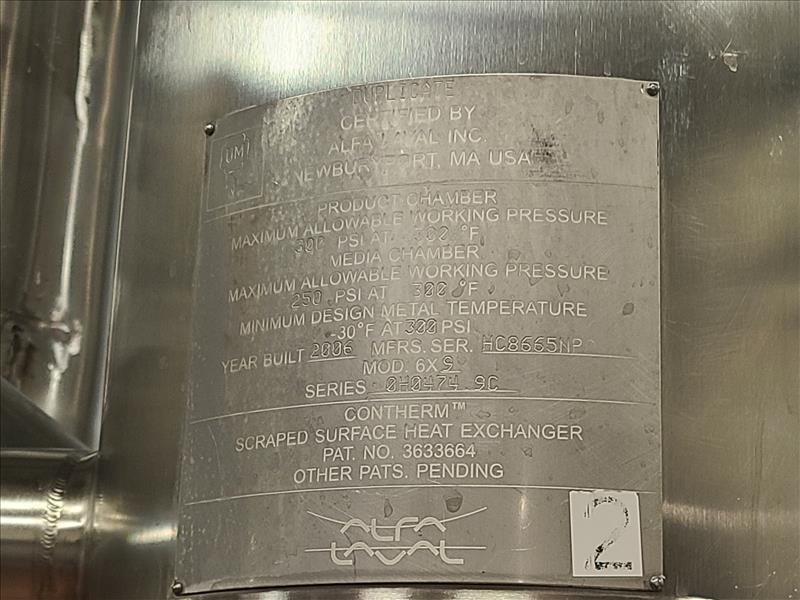 DUPLICATE
CERTIFIED BY
ALFA LAVAL INC.
NEWBURYPORT, MA USA
UM
PRODUCT CHAMBER
MAXIMUM ALLOWABLE WORKING PRESSURE
300 PSI AT 300 °F
MEDIA CHAMBER
MAXIMUM ALLOWABLE WORKING PRESSURE
250 PSI AT 300 °F
MINIMUM DESIGN METAL TEMPERATURE
-30°F AT 300 PSI
YEAR BUILT 2006 MFRS. SER. HC8665NP
MOD. 6X9
SERIES 0H0474 9C
CONTHERM™
SCRAPED SURFACE HEAT EXCHANGER
PAT. NO. 3633664
OTHER PATS. PENDING
ALFA
LAVAL
2